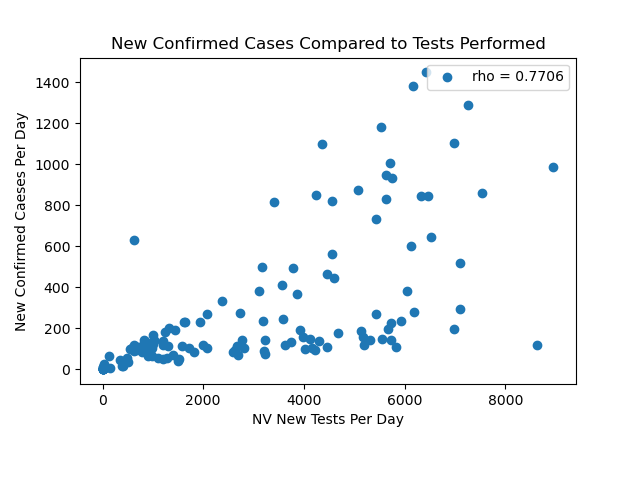 New Confirmed Cases Compared to Tests Performed
rho = 0.7706
1400
1200
1000
800
600
400
200
0
New Confirmed Caeses Per Day
0 2000 4000 6000 8000
NV New Tests Per Day